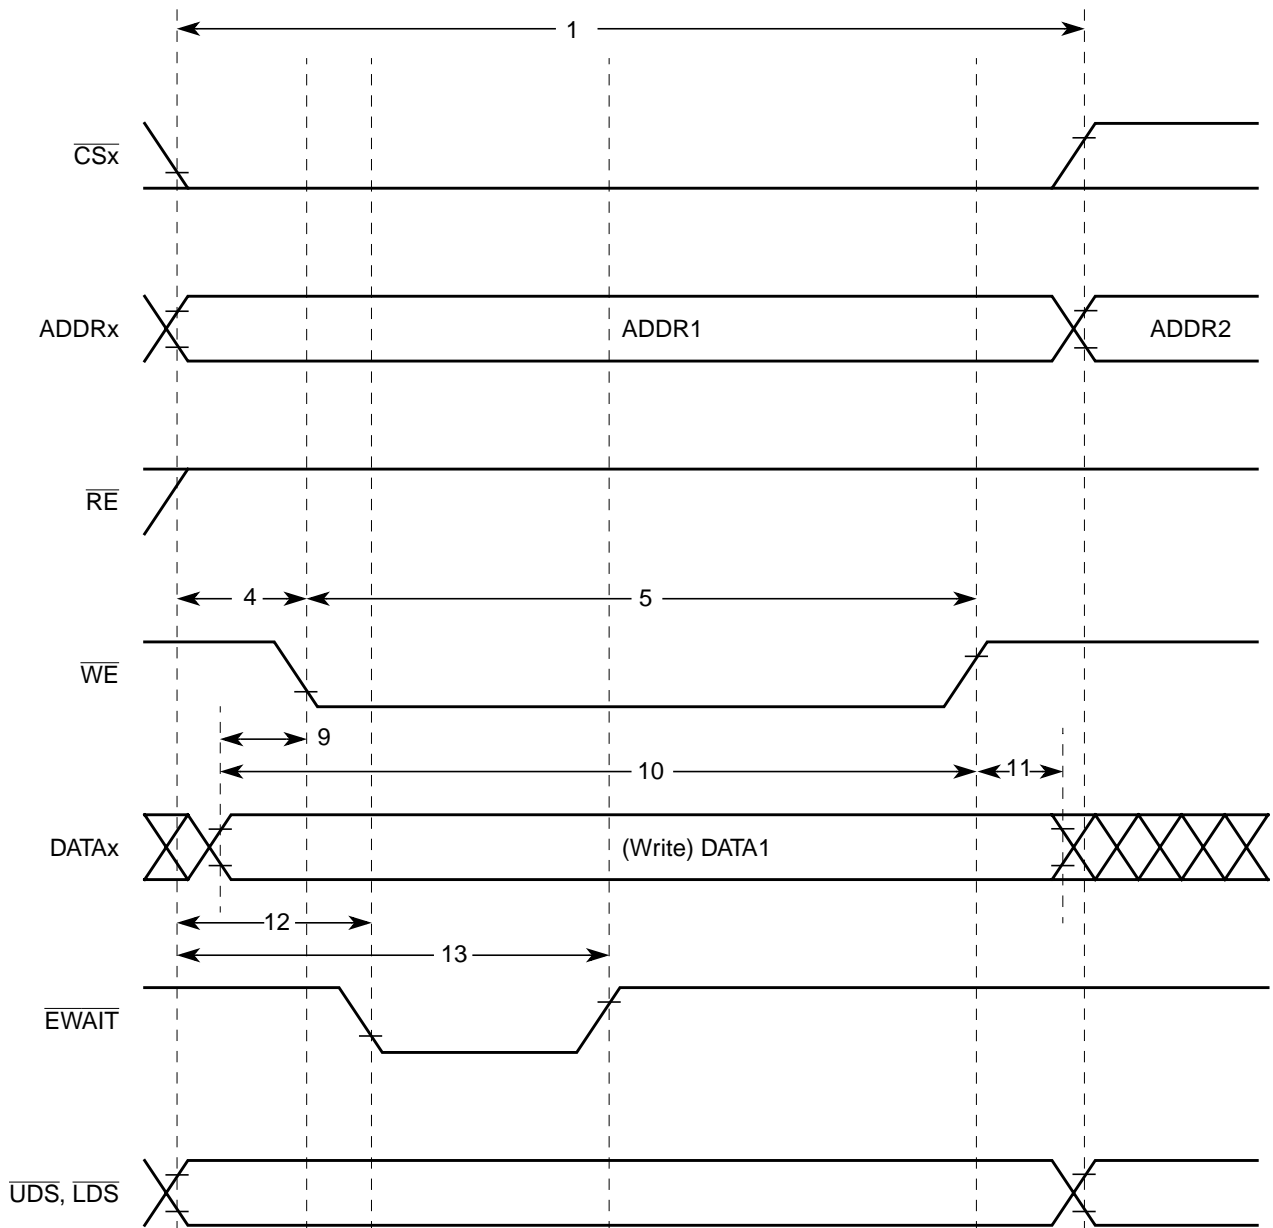 1
CSx
ADDRx
ADDR1
ADDR2
RE
4
5
WE
9
10
11
DATAx
(Write) DATA1
12
13
EWAIT
UDS, LDS